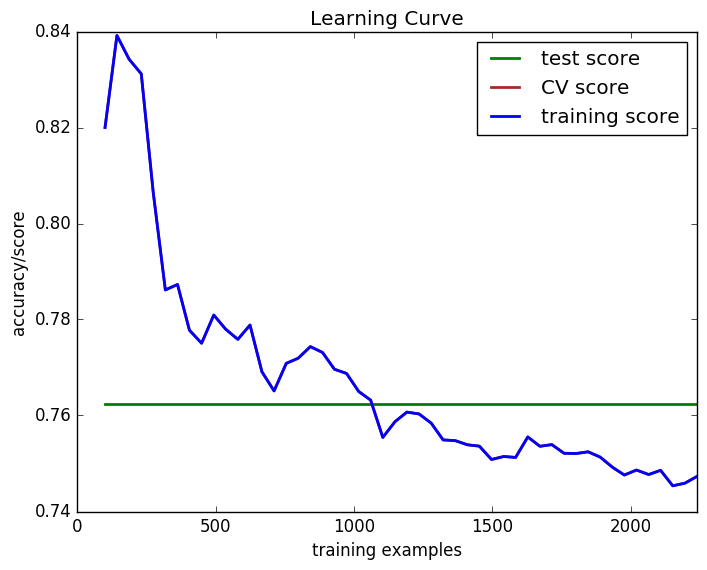 Learning Curve
0.84
0.82
0.80
0.78
0.76
0.74
accuracy/score
test score
CV score
training score
0
500
1000
1500
2000
training examples